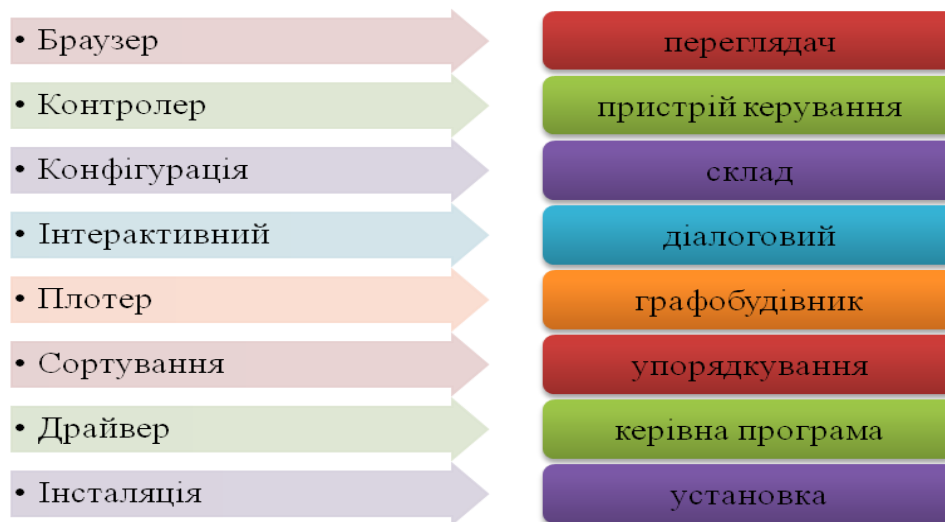 • Браузер
переглядач
• Контролер
пристрій керування
• Конфігурація
склад
• Інтерактивний
діалоговий
• Плотер
графобудівник
• Сортування
упорядкування
• Драйвер
керівна програма
• Інсталяція
установка